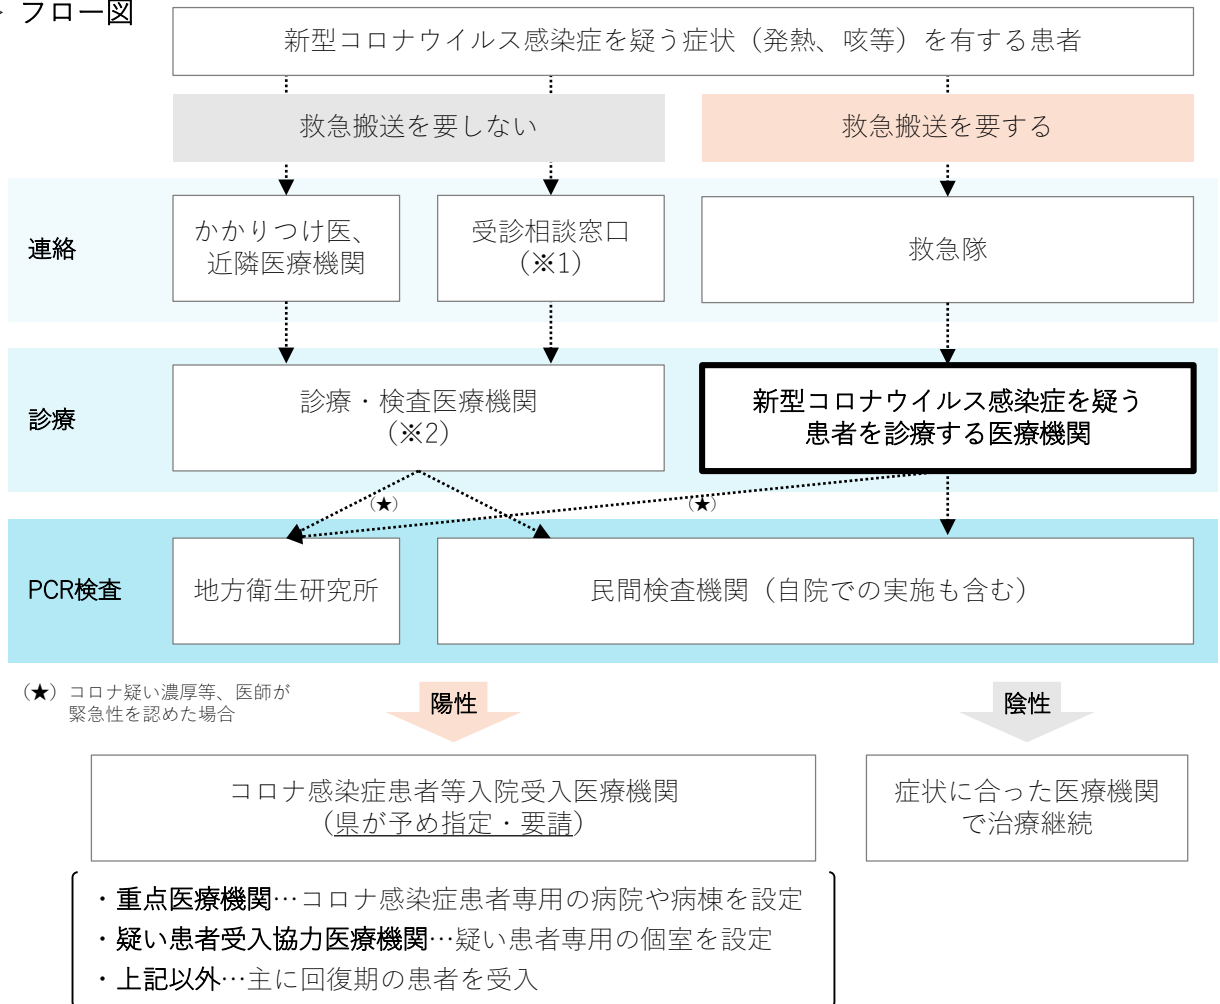 フロー図
新型コロナウイルス感染症を疑う症状（発熱、咳等）を有する患者
救急搬送を要しない
救急搬送を要する
連絡
かかりつけ医、
近隣医療機関
受診相談窓口
（※1）
救急隊
診療
診療・検査医療機関
（※2）
新型コロナウイルス感染症を疑う
患者を診療する医療機関
（★）
（★）
PCR検査
地方衛生研究所
民間検査機関（自院での実施も含む）
（★）コロナ疑い濃厚等、医師が
緊急性を認めた場合
陽性
陰性
コロナ感染症患者等入院受入医療機関
（県が予め指定・要請）
症状に合った医療機関
で治療継続
・重点医療機関…コロナ感染症患者専用の病院や病棟を設定
・疑い患者受入協力医療機関…疑い患者専用の個室を設定
・上記以外…主に回復期の患者を受入